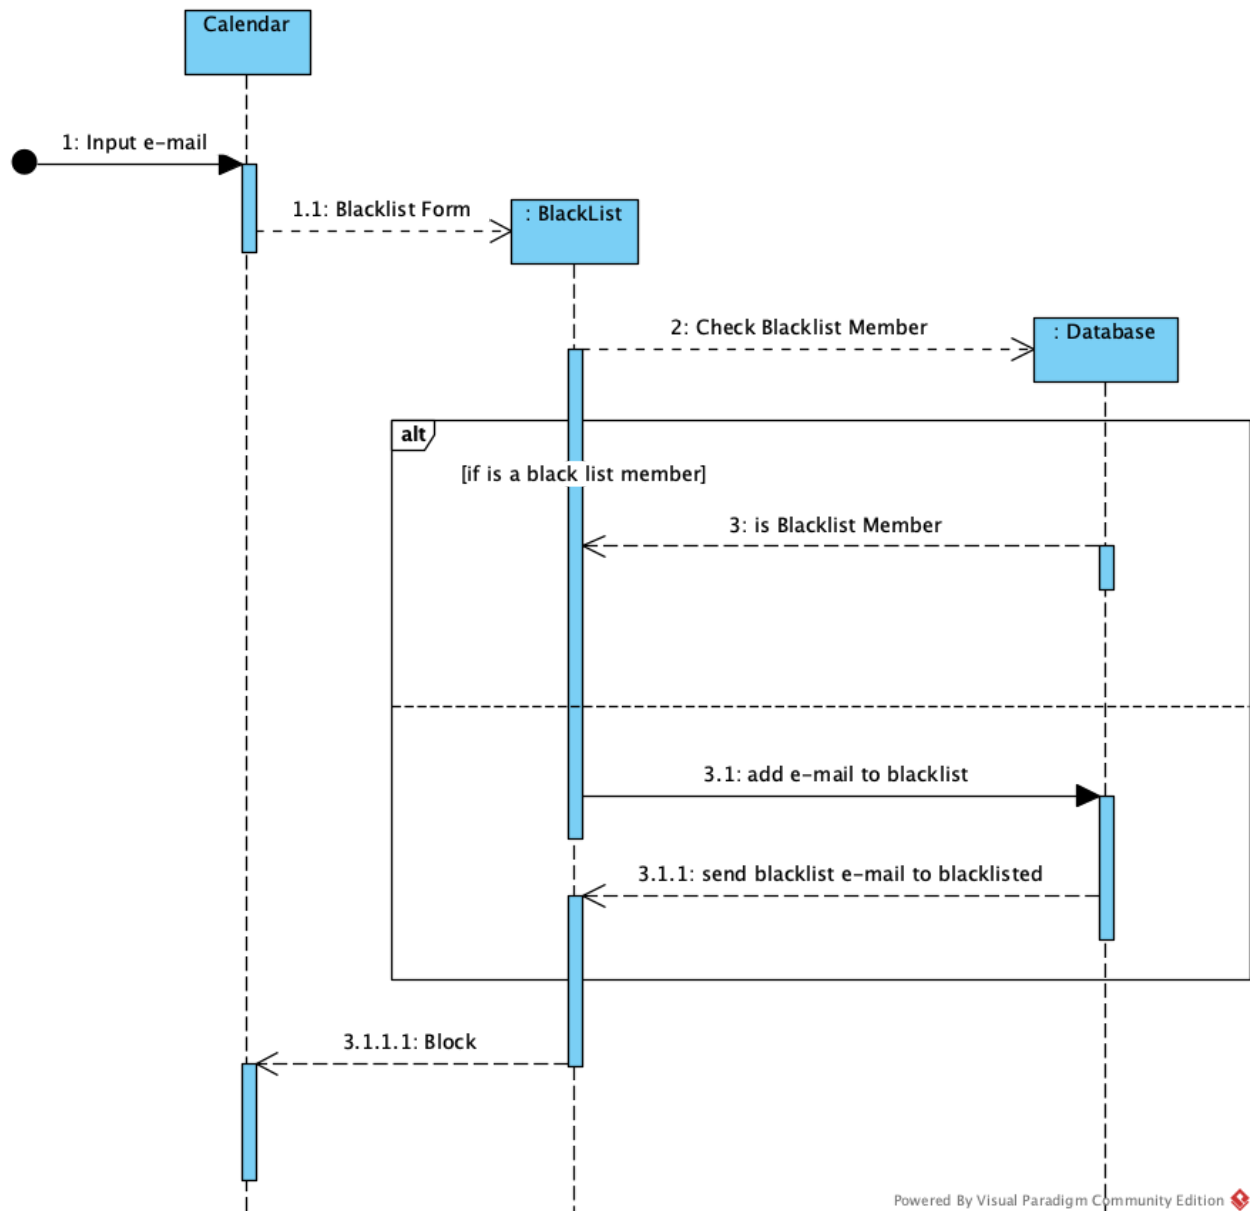 Calendar
1: Input e-mail
1.1: Blacklist Form
: BlackList
2: Check Blacklist Member
: Database
alt
[if is a black list member]
3: is Blacklist Member
3.1: add e-mail to blacklist
3.1.1: send blacklist e-mail to blacklisted
3.1.1.1: Block
Powered By Visual Paradigm Community Edition